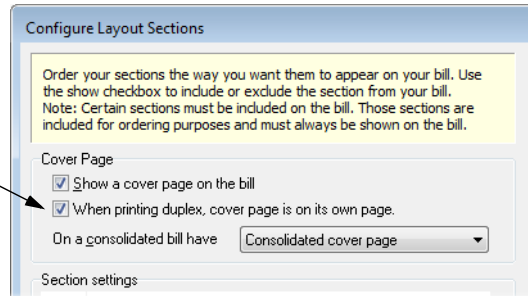 Configure Layout Sections
Order your sections the way you want them to appear on your bill. Use
the show checkbox to include or exclude the section from your bill.
Note: Certain sections must be included on the bill. Those sections are
included for ordering purposes and must always be shown on the bill.
Cover Page
Show a cover page on the bill
When printing duplex, cover page is on its own page.
On a consolidated bill have Consolidated cover page
Section settings